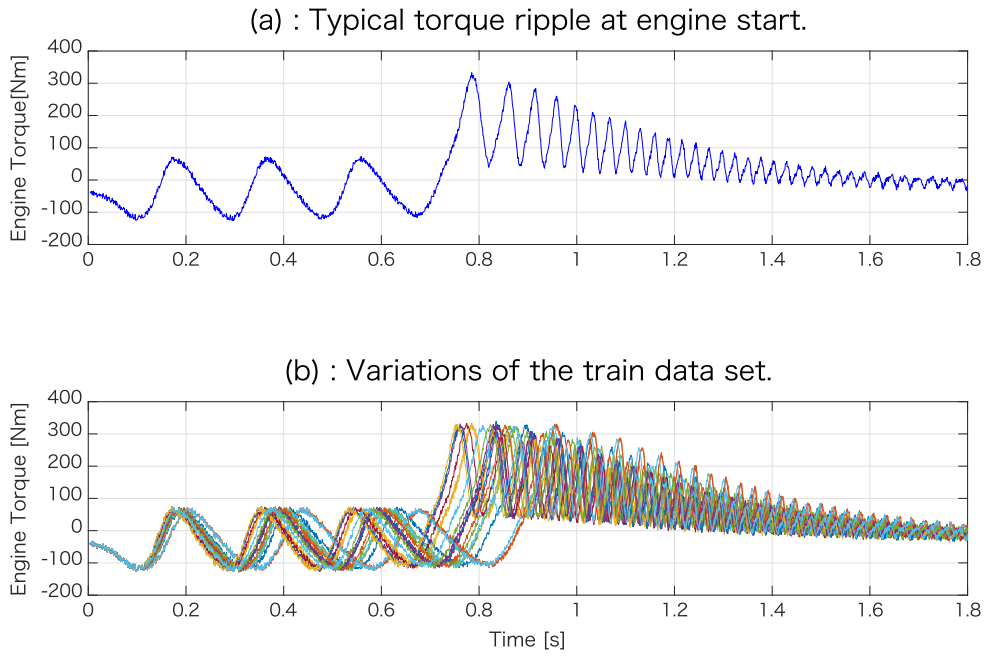 (a) : Typical torque ripple at engine start.
400
300
200
100
0
-100
-200
Engine Torque[Nm]
0 0.2 0.4 0.6 0.8 1 1.2 1.4 1.6 1.8
(b) : Variations of the train data set.
400
300
200
100
0
-100
-200
Engine Torque [Nm]
0 0.2 0.4 0.6 0.8 1 1.2 1.4 1.6 1.8
Time [s]